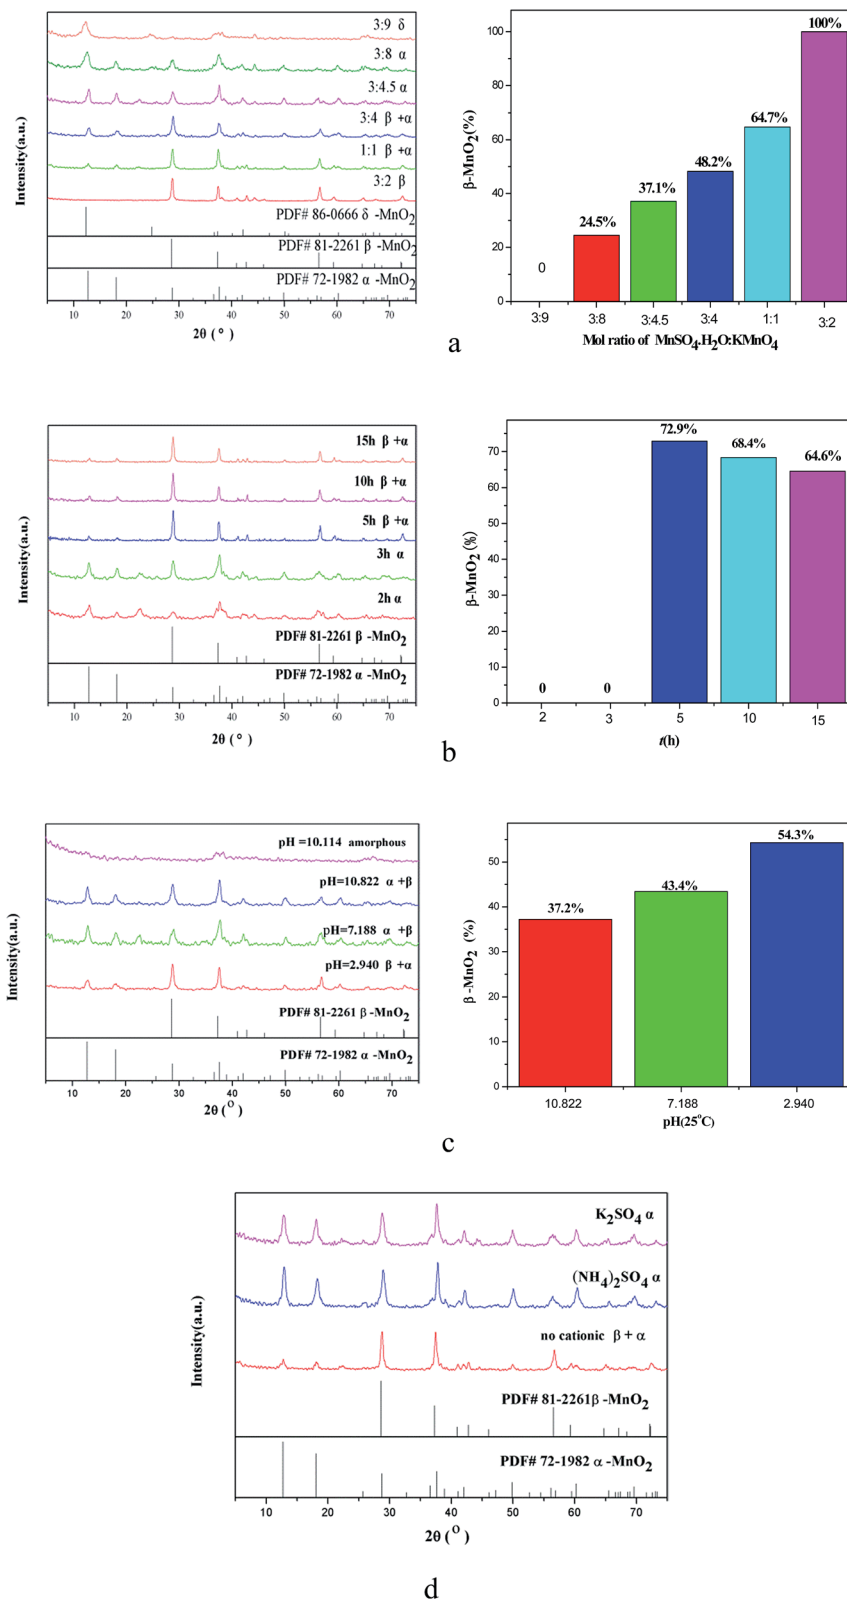 3:9 δ
3:8 α
3:4.5 α
3:4 β +α
1:1 β +α
3:2 β
PDF# 86-0666 δ -MnO2
PDF# 81-2261 β -MnO2
PDF# 72-1982 α -MnO2
Intensity(a.u.)
10 20 30 40 50 60 70
2θ ( ° )
100
80
60
40
20
0
β-MnO2(%)
0
24.5%
37.1%
48.2%
64.7%
100%
3:9 3:8 3:4.5 3:4 1:1 3:2
Mol ratio of MnSO4.H2O:KMnO4
a
15h β +α
10h β +α
5h β +α
3h α
2h α
PDF# 81-2261 β -MnO2
PDF# 72-1982 α -MnO2
Intensity(a.u.)
10 20 30 40 50 60 70
2θ ( ° )
70
60
50
40
30
20
10
0
β-MnO2 (%)
0
0
72.9%
68.4%
64.6%
2 3 5 10 15
t(h)
b
pH =10.114 amorphous
pH=10.822 α +β
pH=7.188 α +β
pH=2.940 β +α
PDF# 81-2261 β -MnO2
PDF# 72-1982 α -MnO2
Intensity(a.u.)
10 20 30 40 50 60 70
2θ (O)
50
40
30
20
10
0
β -MnO2 (%)
37.2%
43.4%
54.3%
10.822 7.188 2.940
pH(25°C)
c
K2SO4 α
(NH4)2SO4 α
no cationic β + α
PDF# 81-2261β -MnO2
PDF# 72-1982 α -MnO2
Intensity(a.u.)
10 20 30 40 50 60 70
2θ (O)
d